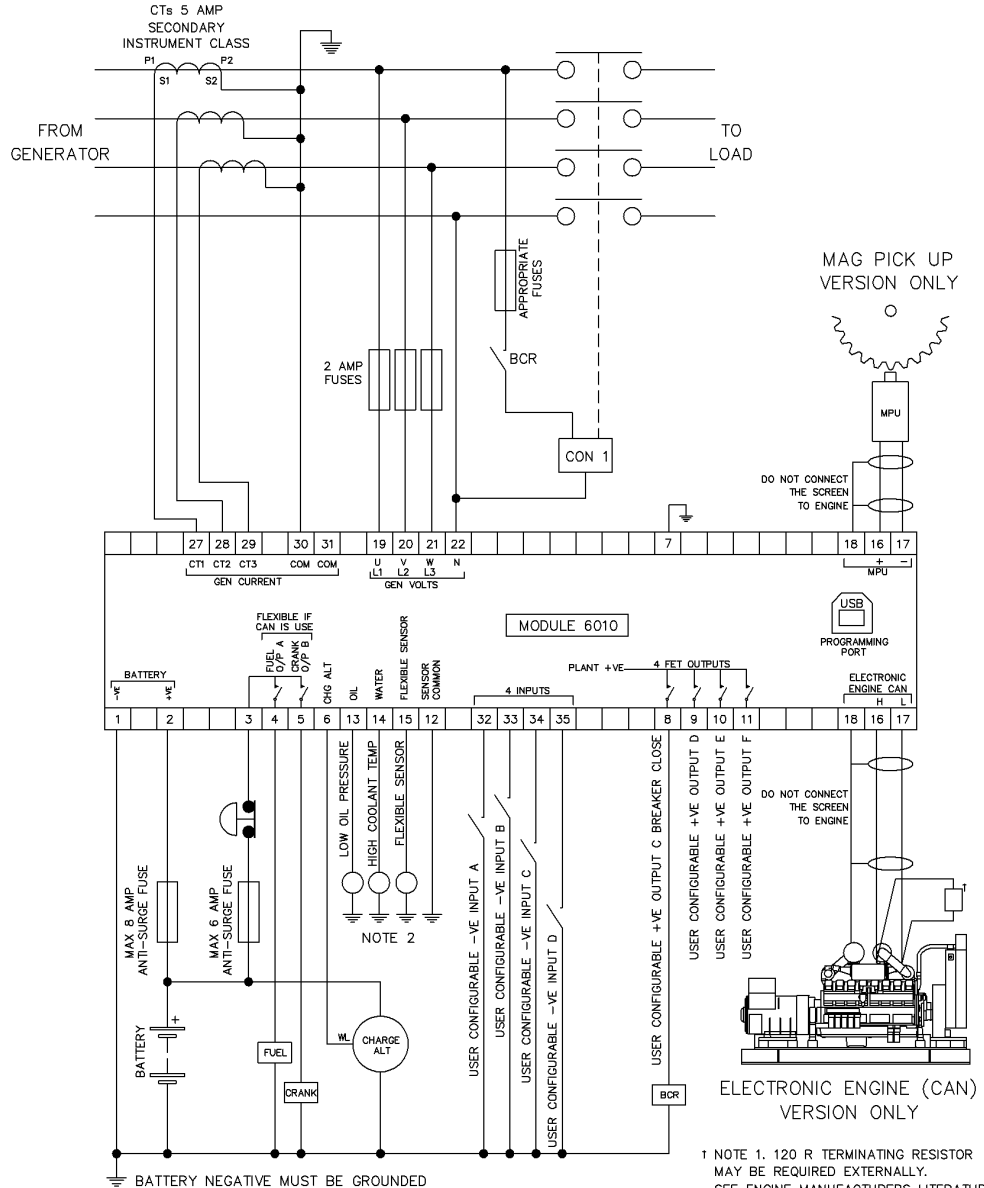 CTs 5 AMP
SECONDARY
INSTRUMENT CLASS
P1 P2
S1 S2
FROM
GENERATOR
TO
LOAD
APPROPRIATE
FUSES
2 AMP
FUSES
BCR
CON 1
MAG PICK UP
VERSION ONLY
MPU
DO NOT CONNECT
THE SCREEN
TO ENGINE
27 28 29 30 31 19 20 21 22 7 18 16 17
CT1 CT2 CT3 COM COM
GEN CURRENT
U V W N
L1 L2 L3
GEN VOLTS
+ −
MPU
FLEXIBLE IF
CAN IS USE
FUEL
O/P A
CRANK
O/P B
CHG ALT
OIL
WATER
FLEXIBLE SENSOR
SENSOR
COMMON
MODULE 6010
USB
PROGRAMMING
PORT
PLANT +VE
4 FET OUTPUTS
4 INPUTS
BATTERY
-VE
+VE
ELECTRONIC
ENGINE CAN
H L
1 2 3 4 5 6 13 14 15 12 32 33 34 35 8 9 10 11 18 16 17
LOW OIL PRESSURE
HIGH COOLANT TEMP
FLEXIBLE SENSOR
NOTE 2
MAX 8 AMP
ANTI-SURGE FUSE
MAX 6 AMP
ANTI-SURGE FUSE
USER CONFIGURABLE -VE INPUT A
USER CONFIGURABLE -VE INPUT B
USER CONFIGURABLE -VE INPUT C
USER CONFIGURABLE -VE INPUT D
USER CONFIGURABLE +VE OUTPUT C BREAKER CLOSE
USER CONFIGURABLE +VE OUTPUT D
USER CONFIGURABLE +VE OUTPUT E
USER CONFIGURABLE +VE OUTPUT F
DO NOT CONNECT
THE SCREEN
TO ENGINE
†
BATTERY
+
FUEL
CRANK
WL
CHARGE
ALT
BCR
ELECTRONIC ENGINE (CAN)
VERSION ONLY
† NOTE 1. 120 R TERMINATING RESISTOR
MAY BE REQUIRED EXTERNALLY.
SEE ENGINE MANUFACTURERS
BATTERY NEGATIVE MUST BE GROUNDED